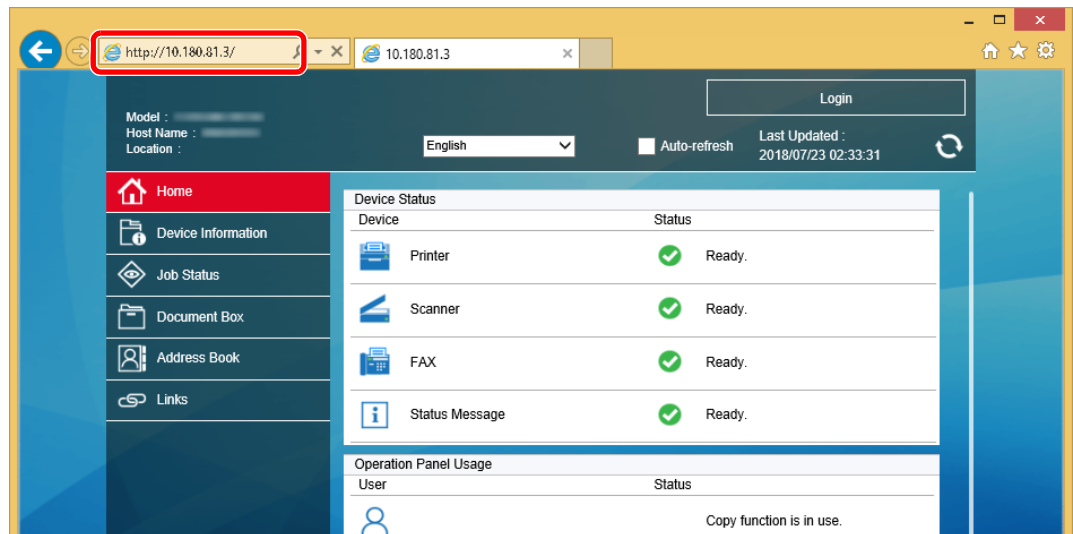 http://10.180.81.3/
10.180.81.3
Login
Model :
Host Name :
Location :
English
Auto-refresh
Last Updated :
2018/07/23 02:33:31
Home
Device Information
Job Status
Document Box
Address Book
Links
Device Status
Device Status
Printer Ready.
Scanner Ready.
FAX Ready.
Status Message Ready.
Operation Panel Usage
User Status
Copy function is in use.